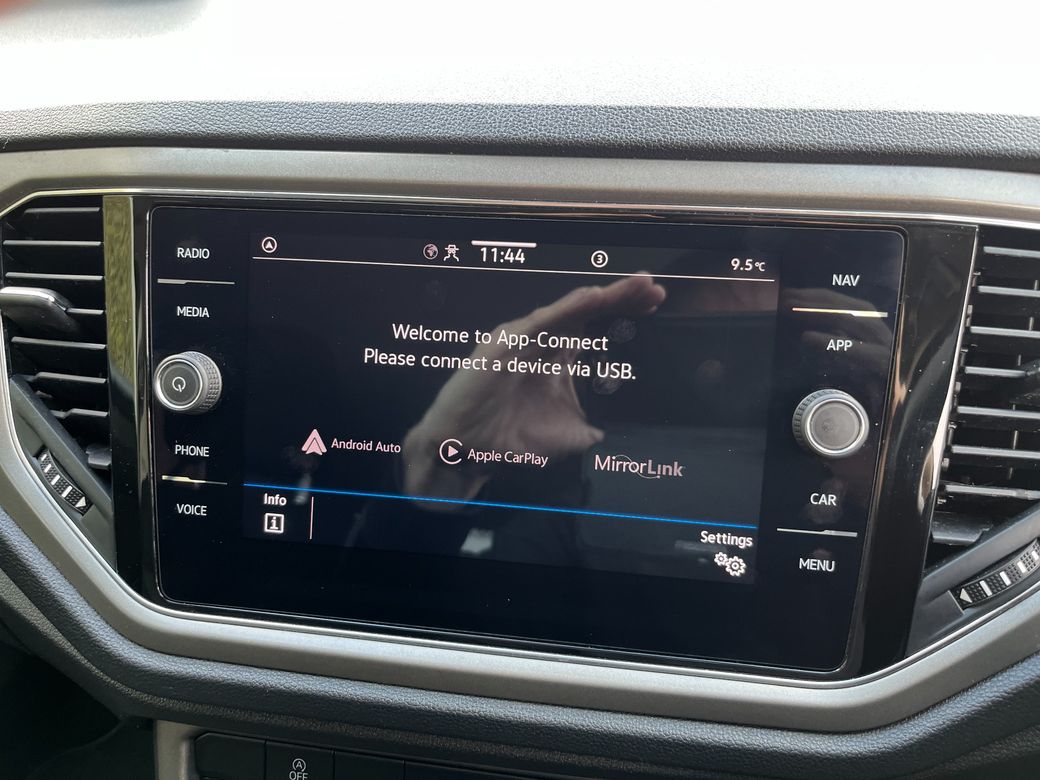 RADIO
MEDIA
PHONE
VOICE
11:44
3
9.5°C
Welcome to App-Connect
Please connect a device via USB.
Android Auto
Apple CarPlay
MirrorLink
Info
i
Settings
NAV
APP
CAR
MENU
A
OFF